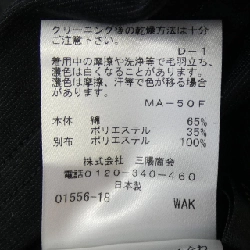 クリーニング等の乾燥方法は十分
ご注意下さい。
D-1
着用中の摩擦や洗浄等で毛羽立ち、
濃色は白くなることがあります。
濃色は摩擦、汗等で色が移る場合
があります。
MA-50F
本体 綿 65%
ポリエステル 35%
別布 ポリエステル 100%
株式会社 三陽商会
電話0120-340-460
日本製
01556-18 WAK